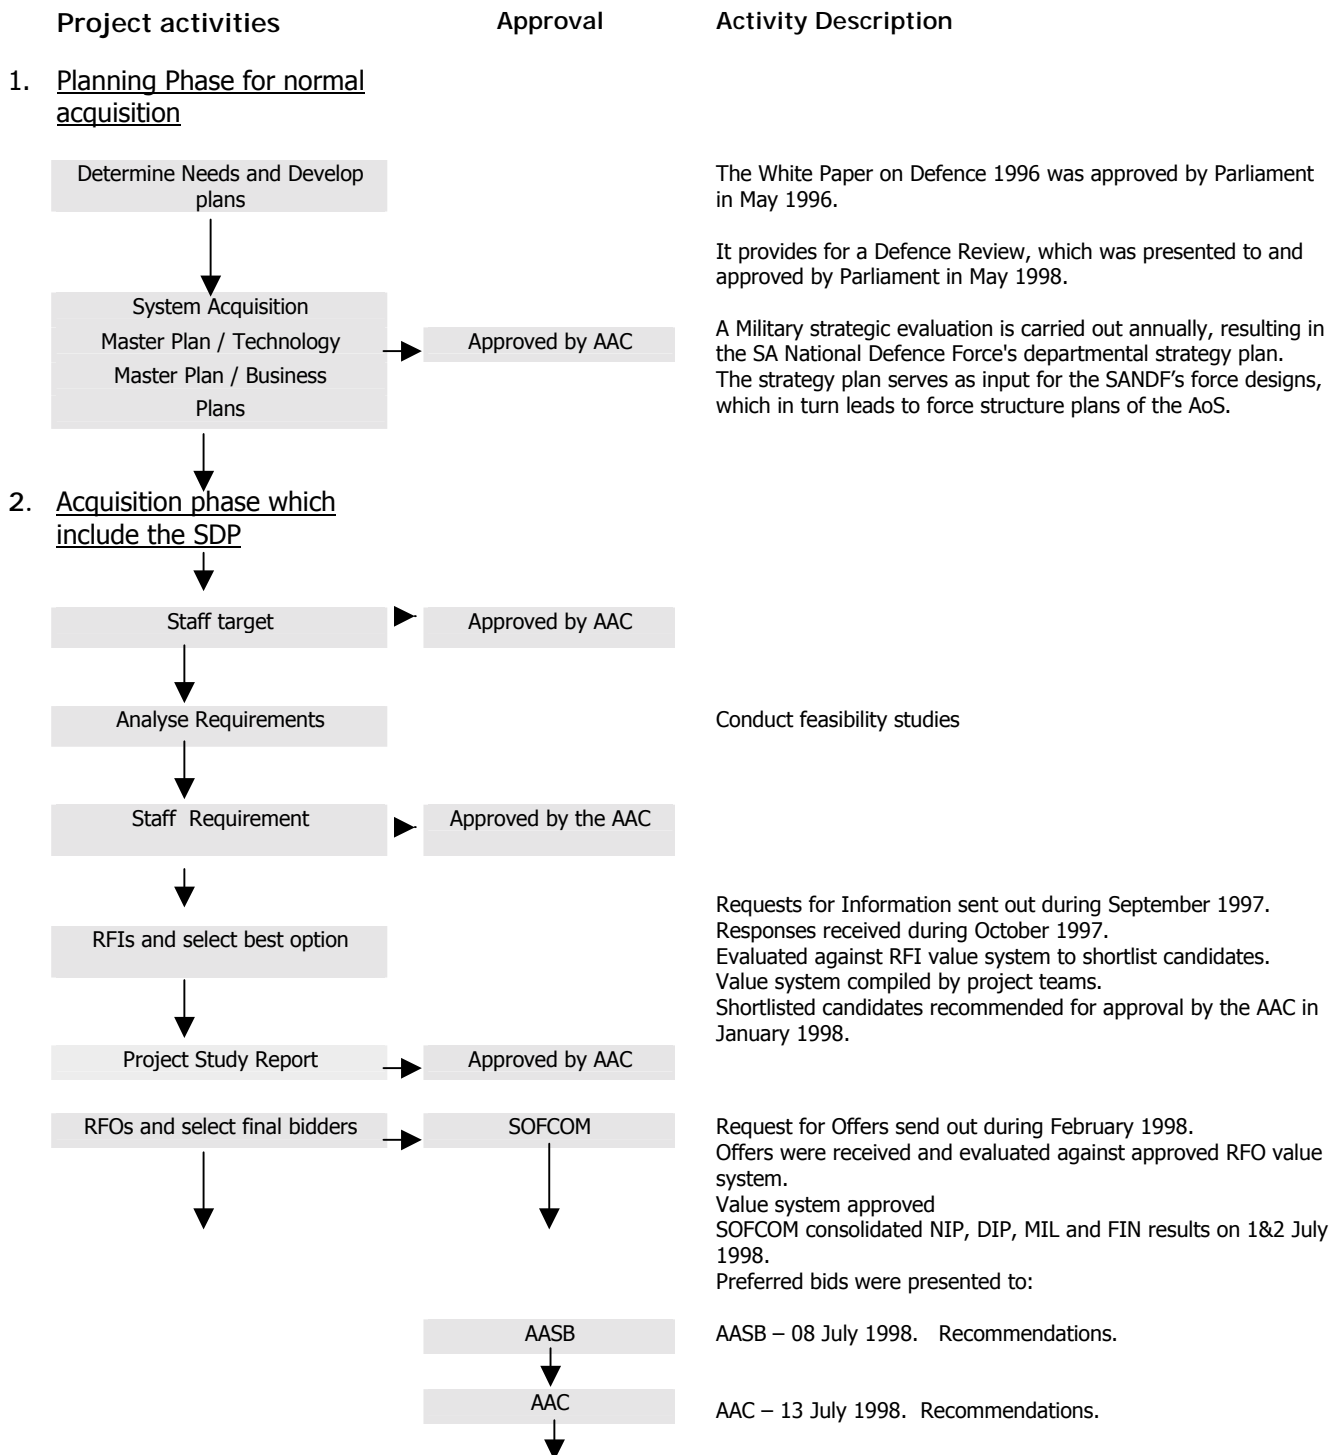 Project activities Approval Activity Description
1. Planning Phase for normal
acquisition
Determine Needs and Develop
plans
The White Paper on Defence 1996 was approved by Parliament
in May 1996.
It provides for a Defence Review, which was presented to and
approved by Parliament in May 1998.
System Acquisition
Master Plan / Technology
Master Plan / Business
Plans
Approved by AAC
A Military strategic evaluation is carried out annually, resulting in
the SA National Defence Force's departmental strategy plan.
The strategy plan serves as input for the SANDF's force designs,
which in turn leads to force structure plans of the AoS.
2. Acquisition phase which
include the SDP
Staff target
Approved by AAC
Analyse Requirements
Conduct feasibility studies
Staff Requirement
Approved by the AAC
RFIs and select best option
Requests for Information sent out during September 1997.
Responses received during October 1997.
Evaluated against RFI value system to shortlist candidates.
Value system compiled by project teams.
Shortlisted candidates recommended for approval by the AAC in
January 1998.
Project Study Report
Approved by AAC
RFOs and select final bidders
SOFCOM
Request for Offers send out during February 1998.
Offers were received and evaluated against approved RFO value
system.
Value system approved
SOFCOM consolidated NIP, DIP, MIL and FIN results on 1&2 July
1998.
Preferred bids were presented to:
AASB
AASB – 08 July 1998. Recommendations.
AAC
AAC – 13 July 1998. Recommendations.